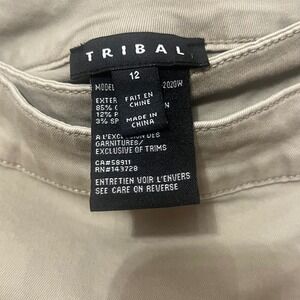 TRIBAL
12
MODEL 2020W
EXTER
FAIT EN
CHINE
85%
12% P
3% SP
MADE IN
CHINA
A L'EXC DES
GARNITURES/
EXCLUSIVE OF TRIMS
CA#58911
RN#143728
ENTRETIEN VOIR L'ENVERS
SEE CARE ON REVERSE